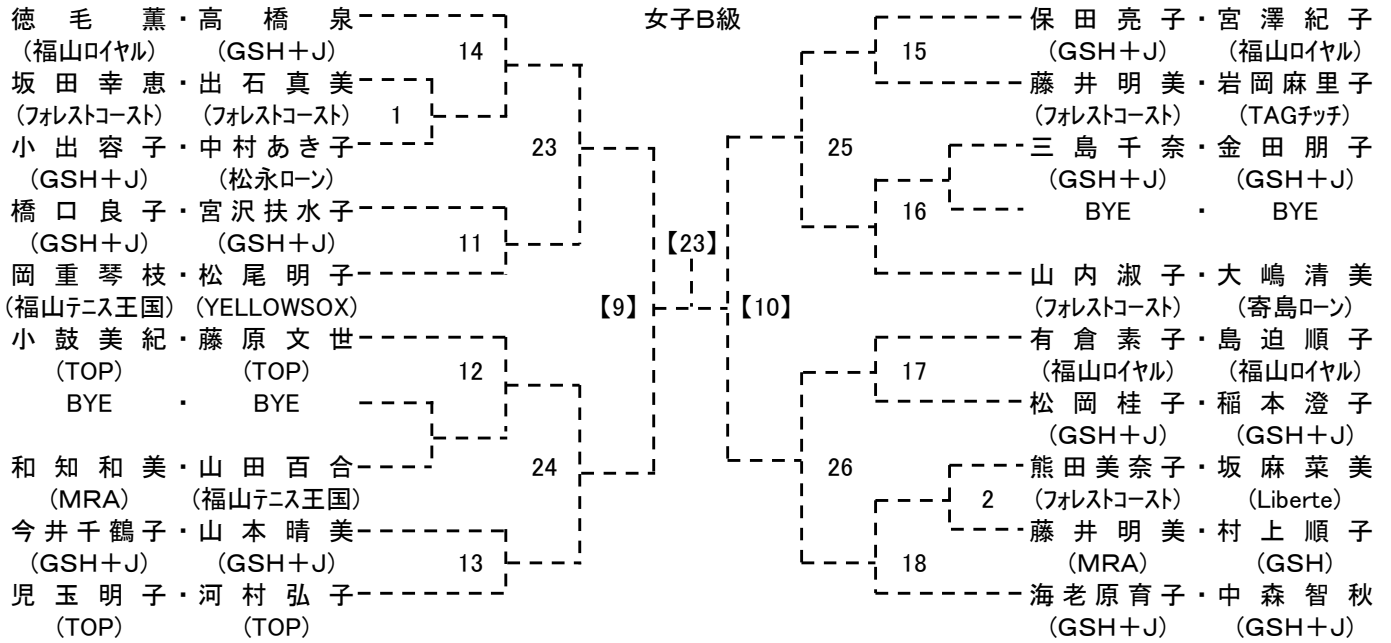 女子B級
徳毛薫・高橋泉
(福山ロイヤル) (GSH+J)
14
坂田幸恵・出石真美
(フォレストコースト) (フォレストコースト)
1
小出容子・中村あき子
(GSH+J) (松永ローン)
23
橋口良子・宮沢扶水子
(GSH+J) (GSH+J)
11
岡重琴枝・松尾明子
(福山テニス王国) (YELLOWSOX)
【9】
小鼓美紀・藤原文世
(TOP) (TOP)
12
BYE ・ BYE
和知和美・山田百合
(MRA) (福山テニス王国)
24
今井千鶴子・山本晴美
(GSH+J) (GSH+J)
13
児玉明子・河村弘子
(TOP) (TOP)
【23】
【10】
保田亮子・宮澤紀子
15
(GSH+J) (福山ロイヤル)
藤井明美・岩岡麻里子
(フォレストコースト) (TAGチッチ)
25
三島千奈・金田朋子
(GSH+J) (GSH+J)
16
BYE ・ BYE
山内淑子・大嶋清美
(フォレストコースト) (寄島ローン)
有倉素子・島迫順子
17
(福山ロイヤル) (福山ロイヤル)
松岡桂子・稲本澄子
(GSH+J) (GSH+J)
26
熊田美奈子・坂麻菜美
2
(フォレストコースト) (Liberte)
藤井明美・村上順子
18
(MRA) (GSH)
海老原育子・中森智秋
(GSH+J) (GSH+J)